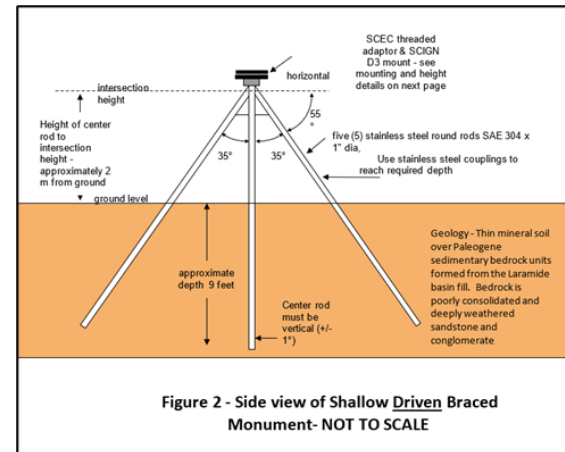 SCEC threaded
adaptor & SCIGN
D3 mount - see
mounting and height
details on next page
horizontal
intersection
height
Height of center
rod to
intersection
height -
approximately 2
m from ground
55
°
35°
35°
five (5) stainless steel round rods SAE 304 x
1" dia,
Use stainless steel couplings to
reach required depth
ground level
approximate
depth 9 feet
Geology - Thin mineral soil
over Paleogene
sedimentary bedrock units
formed from the Laramide
basin fill.  Bedrock is
poorly consolidated and
deeply weathered
sandstone and
conglomerate
Center rod
must be
vertical (+/-
1°)
Figure 2 - Side view of Shallow Driven Braced
Monument- NOT TO SCALE